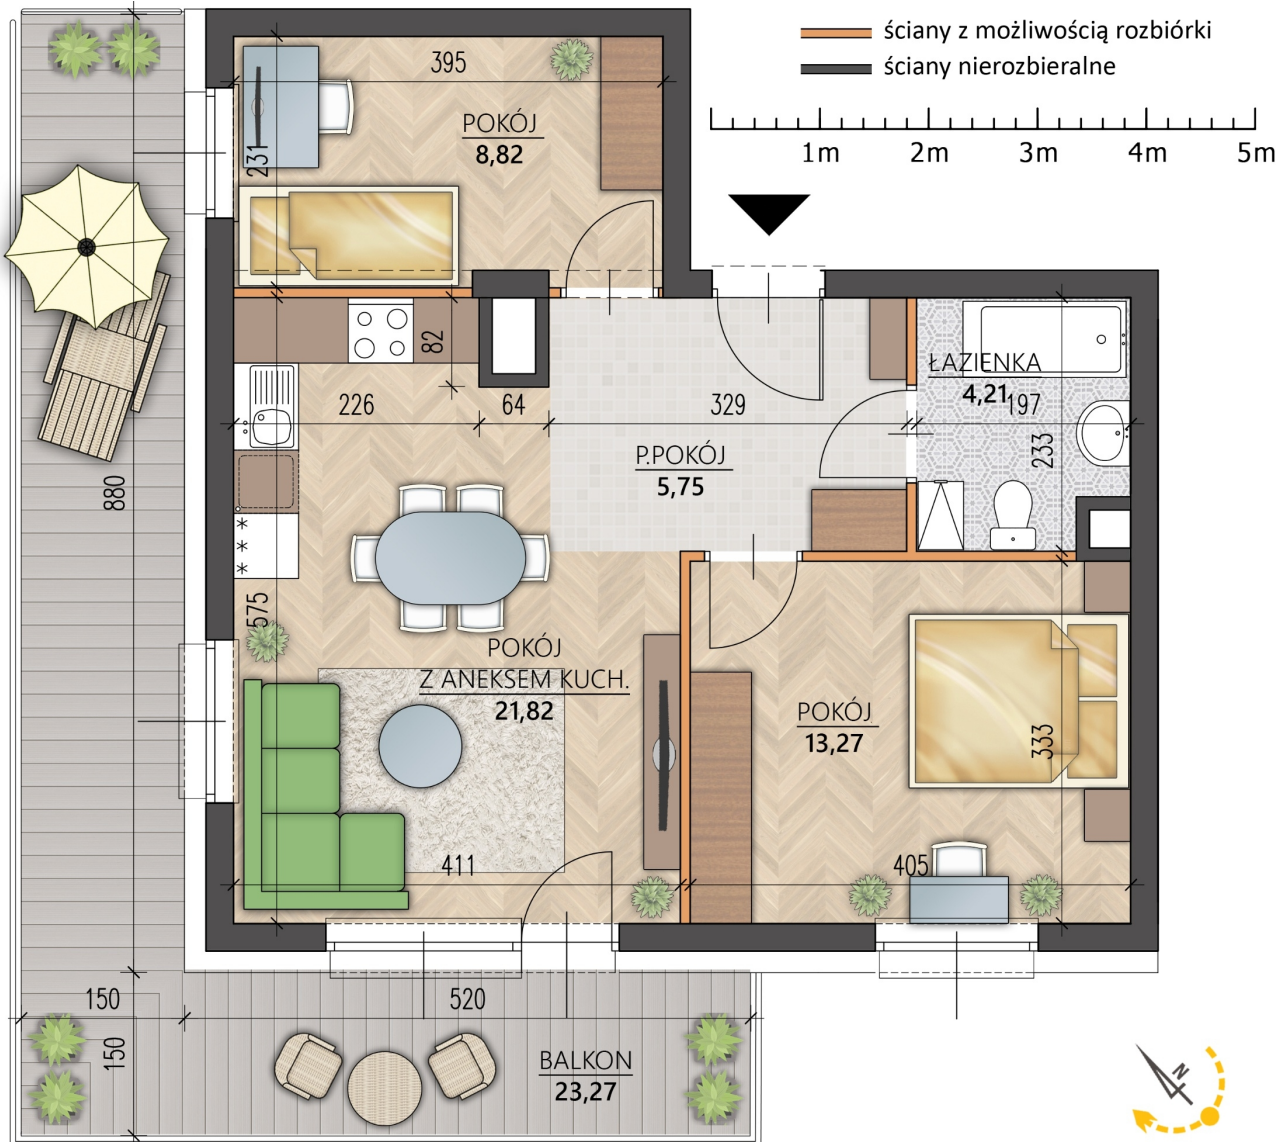 ściany z możliwością rozbiórki
ściany nierozbieralne
1m 2m 3m 4m 5m
395
POKÓJ
8,82
231
82
226
64
329
ŁAZIENKA
4,21
197
233
P.POKÓJ
5,75
880
575
POKÓJ
Z ANEKSEM KUCH.
21,82
POKÓJ
13,27
333
411
405
150
520
150
BALKON
23,27
N